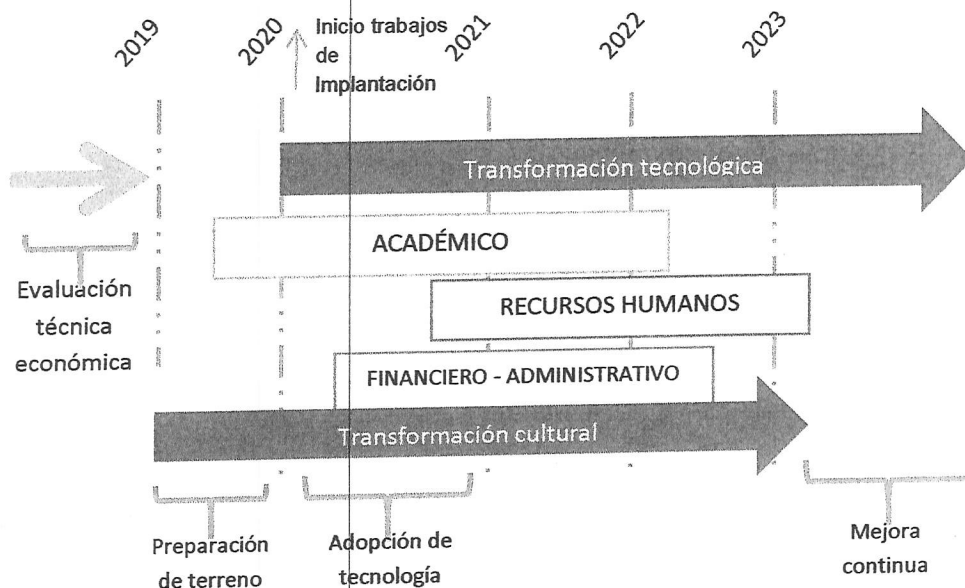 2019
2020
Inicio trabajos
de
Implantación
2021
2022
2023
Transformación tecnológica
ACADÉMICO
Evaluación
técnica
económica
RECURSOS HUMANOS
FINANCIERO - ADMINISTRATIVO
Transformación cultural
Preparación
de terreno
Adopción de
tecnología
Mejora
continua